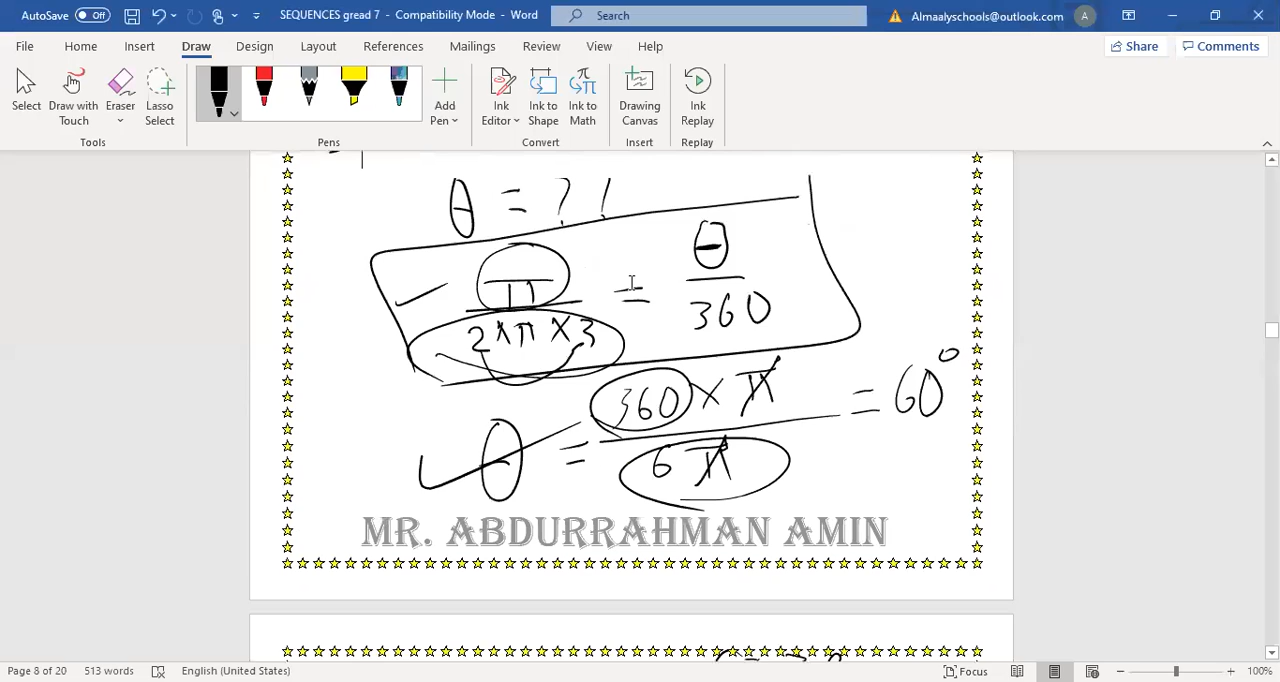 AutoSave Off SEQUENCES gread 7 - Compatibility Mode - Word Search Almaalyschools@outlook.com A
File Home Insert Draw Design Layout References Mailings Review View Help Share Comments
Select Draw with Touch Eraser Lasso Select Add Pen Ink Editor Ink to Shape Ink to Math Drawing Canvas Ink Replay
Tools Pens Convert Insert Replay
θ = ? !
π / 2 × π × 3 = θ / 360
θ = 360 × π / 6 π = 60°
MR. ABDURRAHMAN AMIN
Page 8 of 20 513 words English (United States) Focus 100%